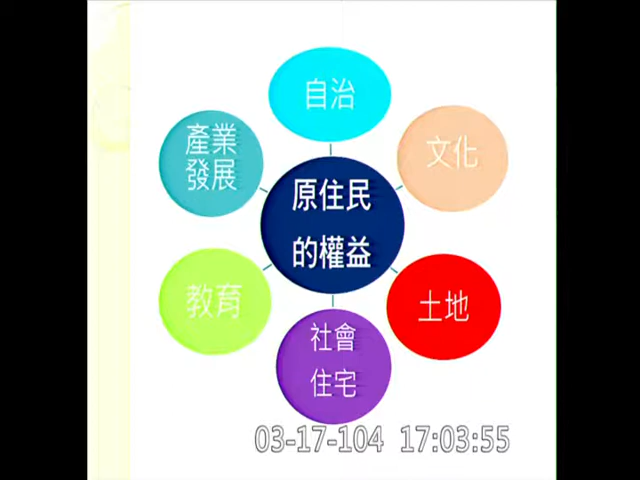 自治
產業
發展
文化
原住民
的權益
教育
土地
社會
住宅
03-17-104 17:03:55